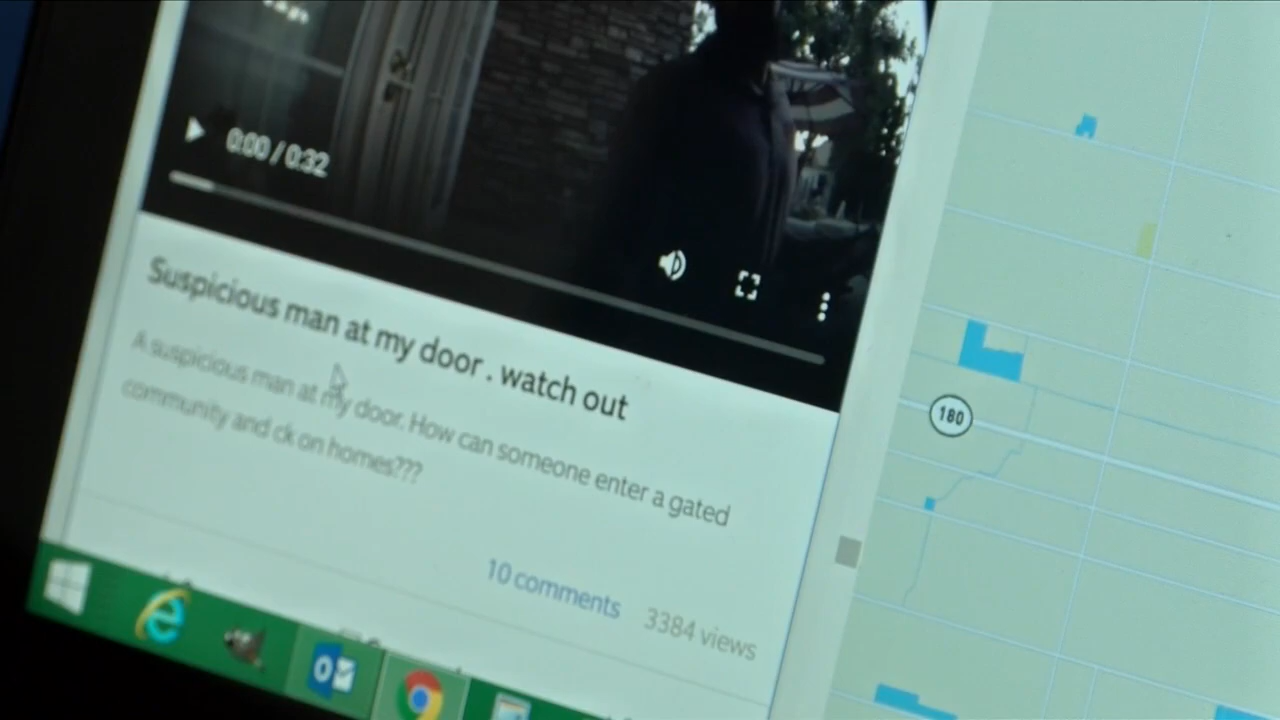 0:00 / 0:32
Suspicious man at my door . watch out
A suspicious man at my door. How can someone enter a gated
community and ck on homes???
10 comments 3384 views
180